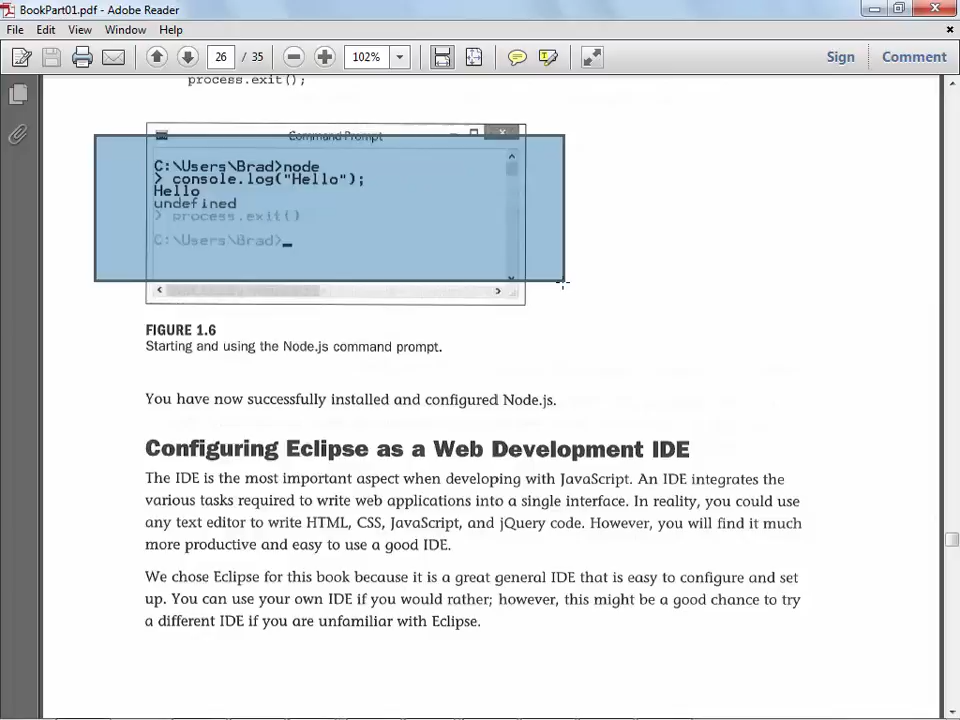 BookPart01.pdf - Adobe Reader
File Edit View Window Help
26 / 35 102% Sign Comment
process.exit();
Command Prompt
C:\Users\Brad>node
> console.log("Hello");
Hello
undefined
> process.exit()
C:\Users\Brad>_
FIGURE 1.6
Starting and using the Node.js command prompt.
You have now successfully installed and configured Node.js.
Configuring Eclipse as a Web Development IDE
The IDE is the most important aspect when developing with JavaScript. An IDE integrates the
various tasks required to write web applications into a single interface. In reality, you could use
any text editor to write HTML, CSS, JavaScript, and jQuery code. However, you will find it much
more productive and easy to use a good IDE.
We chose Eclipse for this book because it is a great general IDE that is easy to configure and set
up. You can use your own IDE if you would rather; however, this might be a good chance to try
a different IDE if you are unfamiliar with Eclipse.